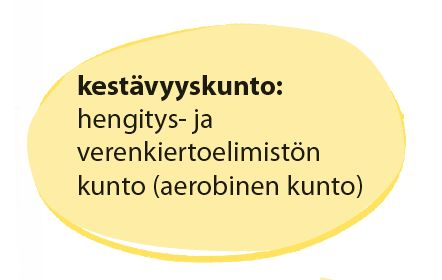 kestävyyskunto:
hengitys- ja
verenkiertoelimistön
kunto (aerobinen kunto)